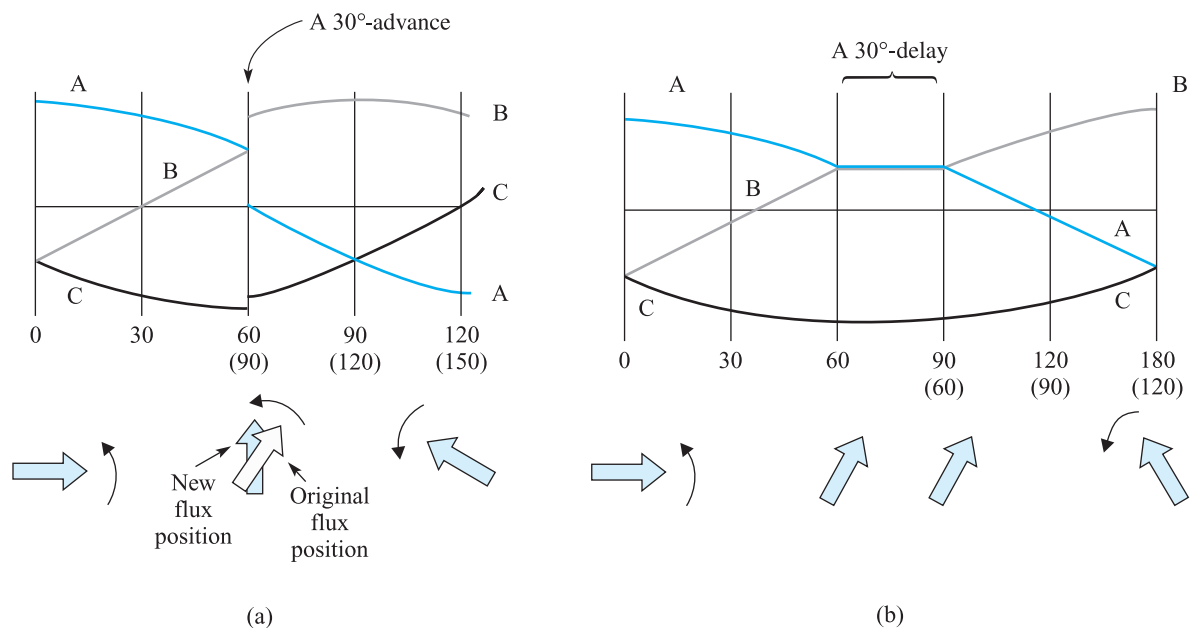 A 30°-advance
A
B
B
C
C
A
0 30 60 90 120
(90) (120) (150)
New
flux
position
Original
flux
position
(a)
A 30°-delay
A
B
B
A
C
C
0 30 60 90 120 180
(60) (90) (120)
(b)